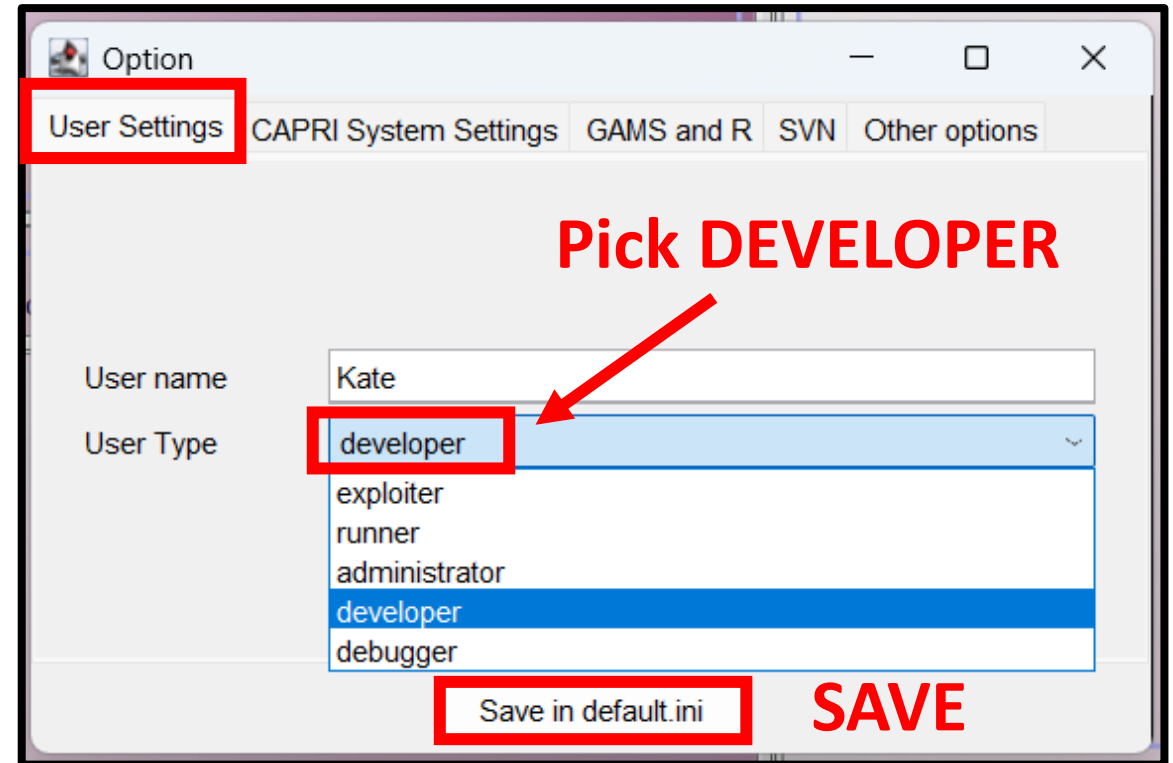 Option
User Settings CAPRI System Settings GAMS and R SVN Other options
Pick DEVELOPER
User name Kate
User Type developer
exploiter
runner
administrator
developer
debugger
Save in default.ini SAVE